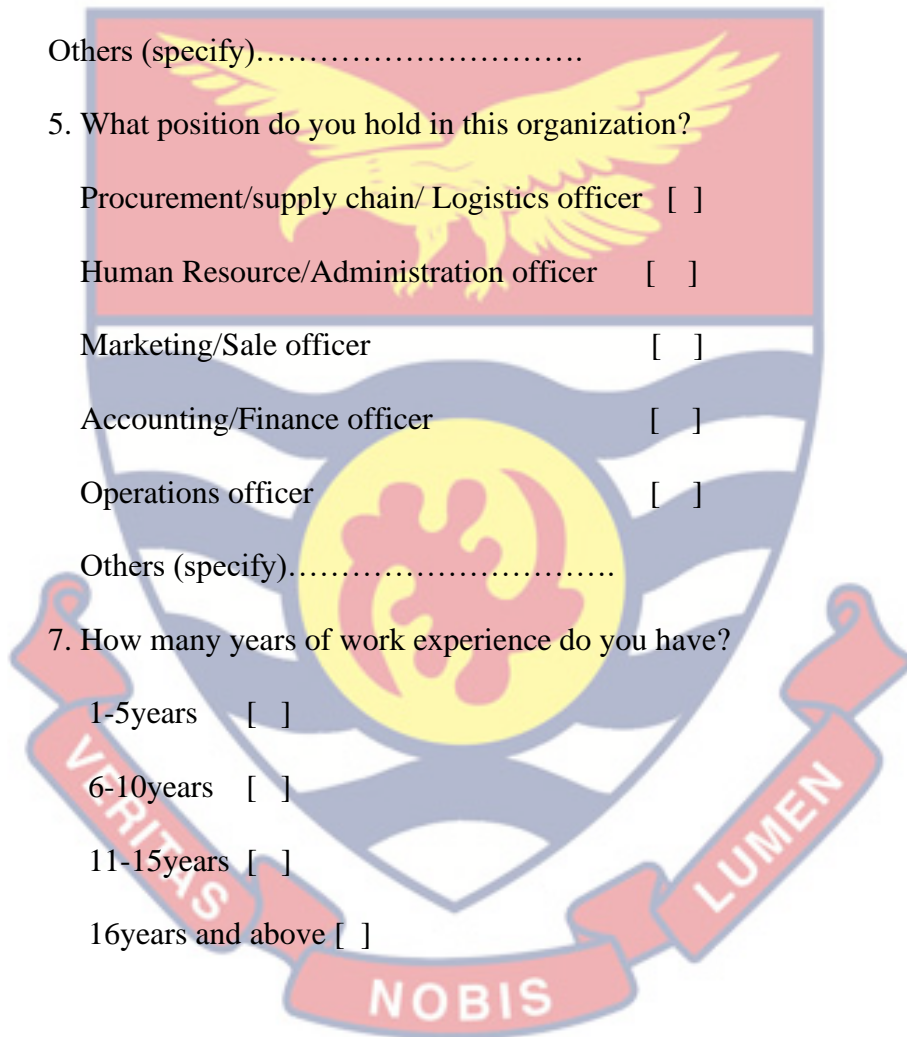 Others (specify)………………………….
5. What position do you hold in this organization?
Procurement/supply chain/ Logistics officer [ ]
Human Resource/Administration officer [ ]
Marketing/Sale officer [ ]
Accounting/Finance officer [ ]
Operations officer [ ]
Others (specify)………………………….
7. How many years of work experience do you have?
1-5years [ ]
6-10years [ ]
11-15years [ ]
16years and above [ ]
VERITAS NOBIS LUMEN